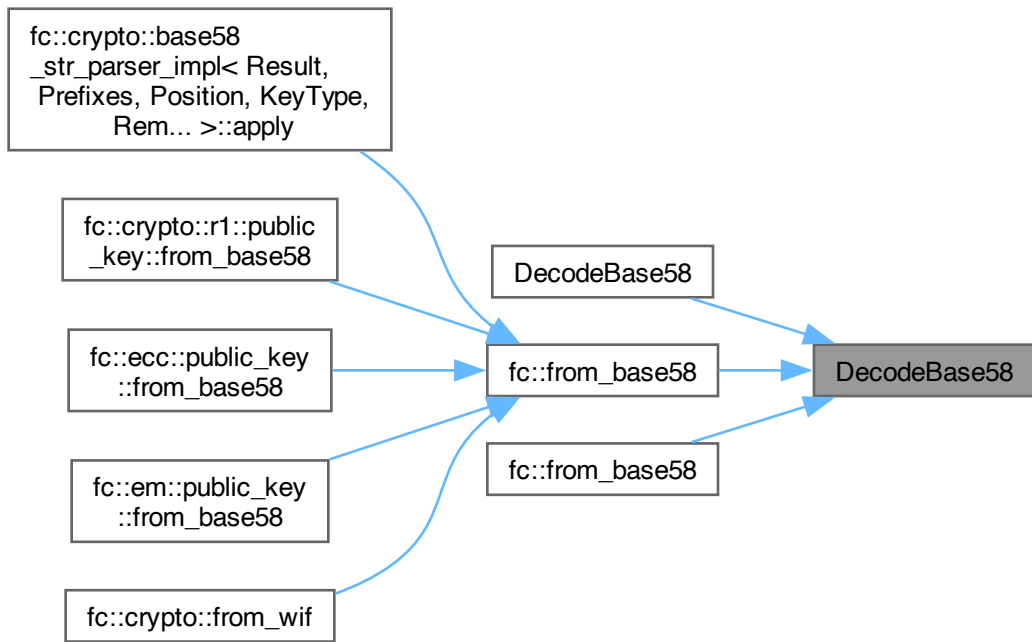 fc::crypto::base58
_str_parser_impl< Result,
Prefixes, Position, KeyType,
Rem... >::apply
fc::crypto::r1::public
_key::from_base58
fc::ecc::public_key
::from_base58
fc::em::public_key
::from_base58
fc::crypto::from_wif
DecodeBase58
fc::from_base58
fc::from_base58
DecodeBase58